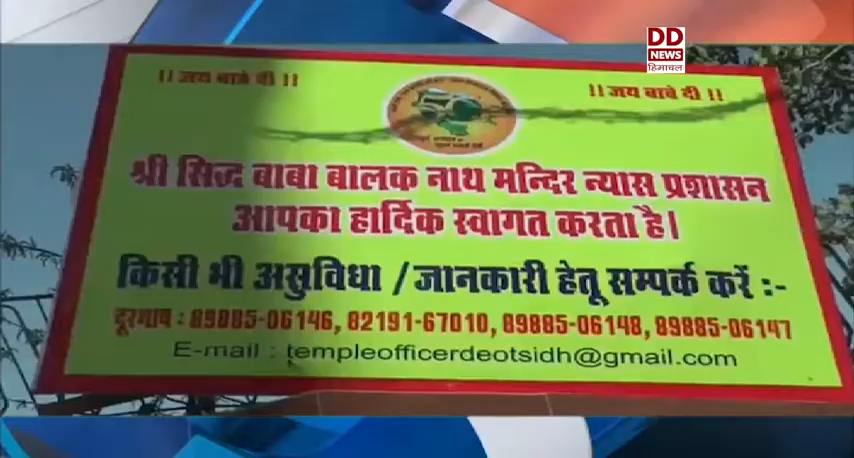 DD
NEWS
हिमाचल
!! जय बाबे दी !!
!! जय बाबे दी !!
श्री सिद्ध बाबा बालक नाथ मन्दिर न्यास प्रशासन
आपका हार्दिक स्वागत करता है।
किसी भी असुविधा / जानकारी हेतू सम्पर्क करें :-
दूरभाष : 89885-06146, 82191-67010, 89885-06148, 89885-06147
E-mail : templeofficerdeotsidh@gmail.com